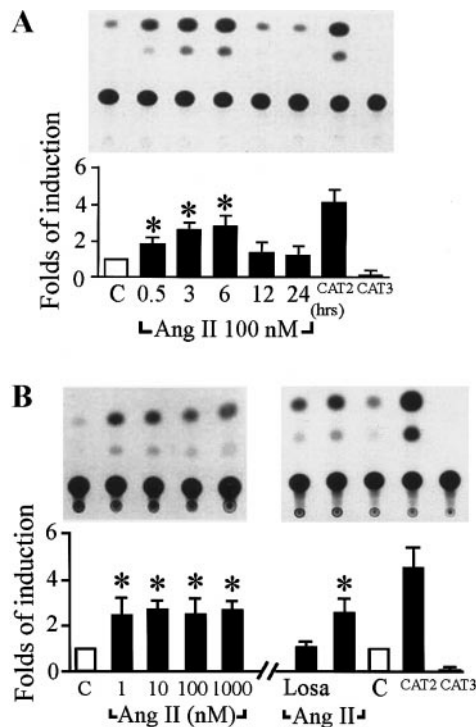 A
Folds of induction
6
4
2
0
* * *
C 0.5 3 6 12 24 CAT2 CAT3
(hrs)
Ang II 100 nM
B
Folds of induction
6
4
2
0
* * * * *
C 1 10 100 1000 Losa C CAT2 CAT3
Ang II (nM) Ang II